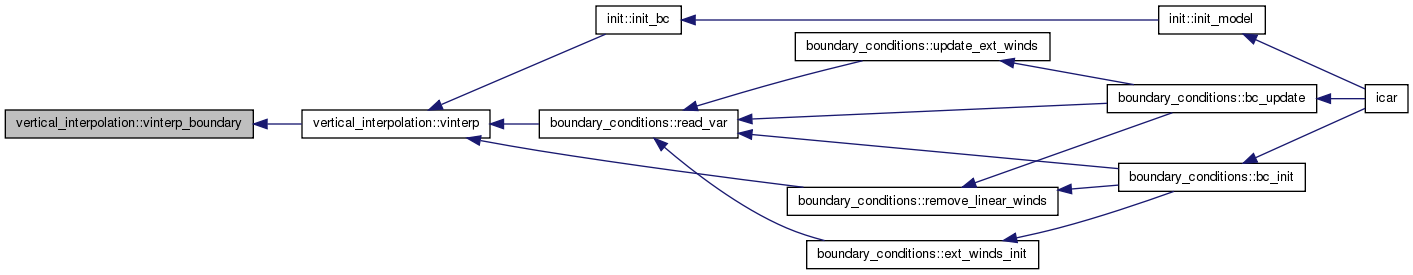 init::init_bc
init::init_model
boundary_conditions::update_ext_winds
boundary_conditions::bc_update
icar
vertical_interpolation::vinterp_boundary
vertical_interpolation::vinterp
boundary_conditions::read_var
boundary_conditions::bc_init
boundary_conditions::remove_linear_winds
boundary_conditions::ext_winds_init